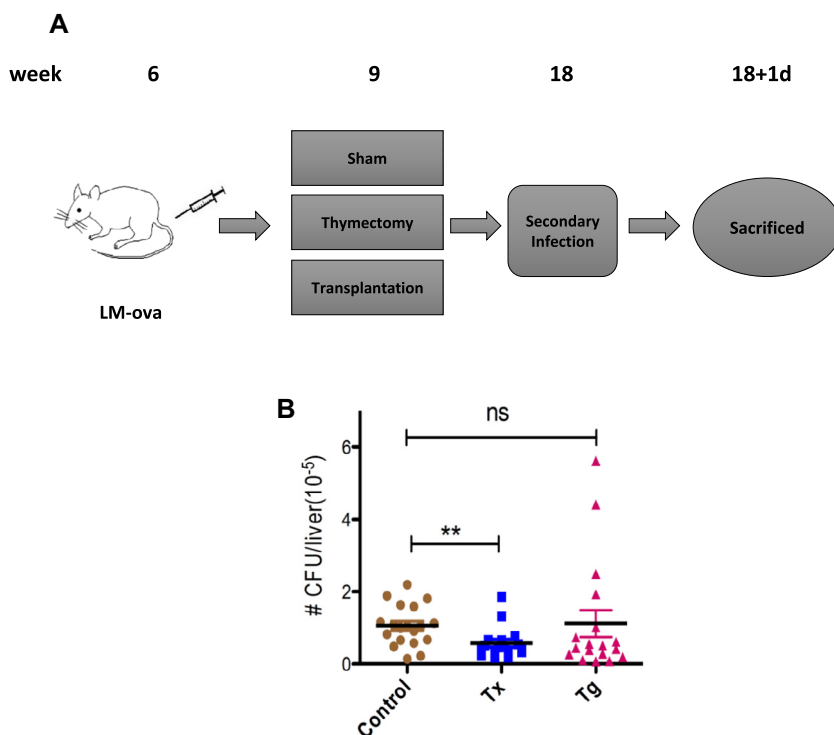 A
week 6 9 18 18+1d
Sham
Thymectomy
Transplantation
Secondary
Infection
Sacrificed
LM-ova
B
ns
**
# CFU/liver(10⁻⁵)
6
4
2
0
Control
Tx
Tg